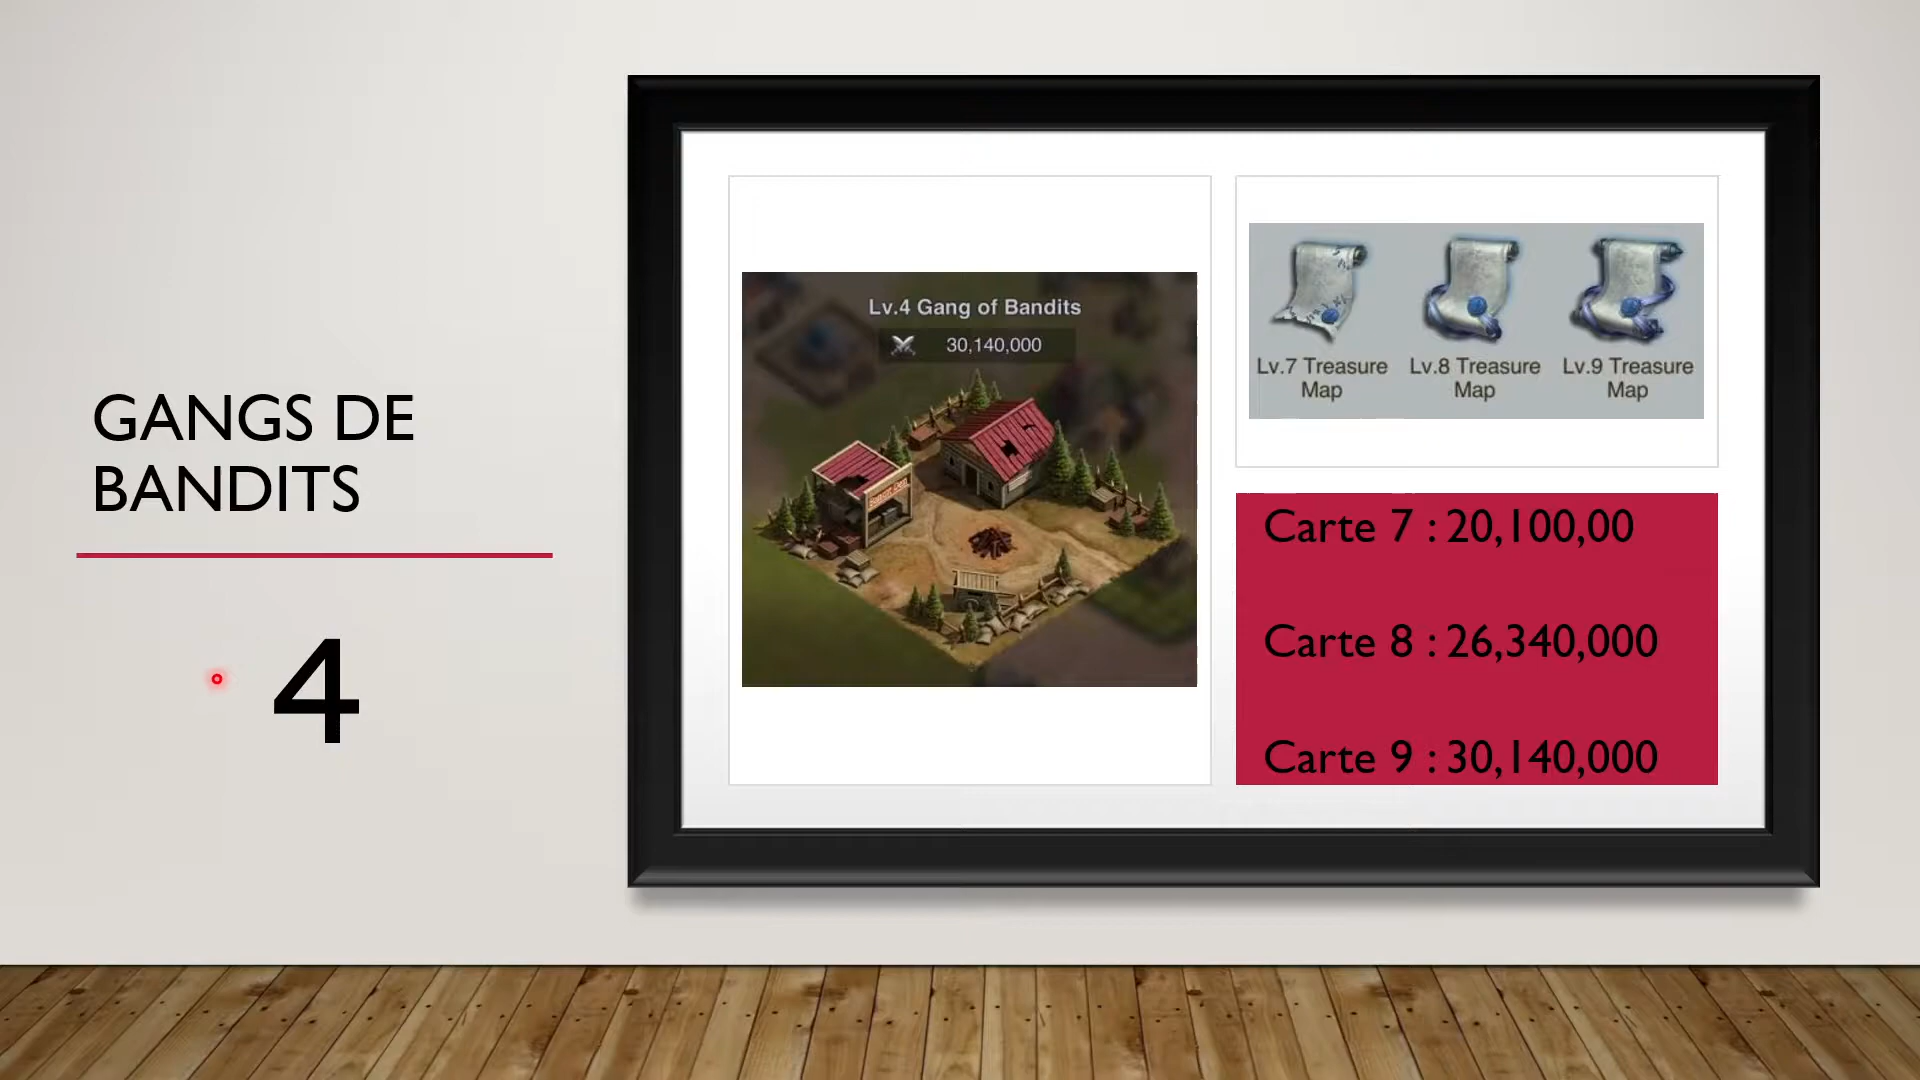 GANGS DE
BANDITS
4
Lv.4 Gang of Bandits
30,140,000
Bandit Den
Lv.7 Treasure
Map
Lv.8 Treasure
Map
Lv.9 Treasure
Map
Carte 7 : 20,100,00
Carte 8 : 26,340,000
Carte 9 : 30,140,000